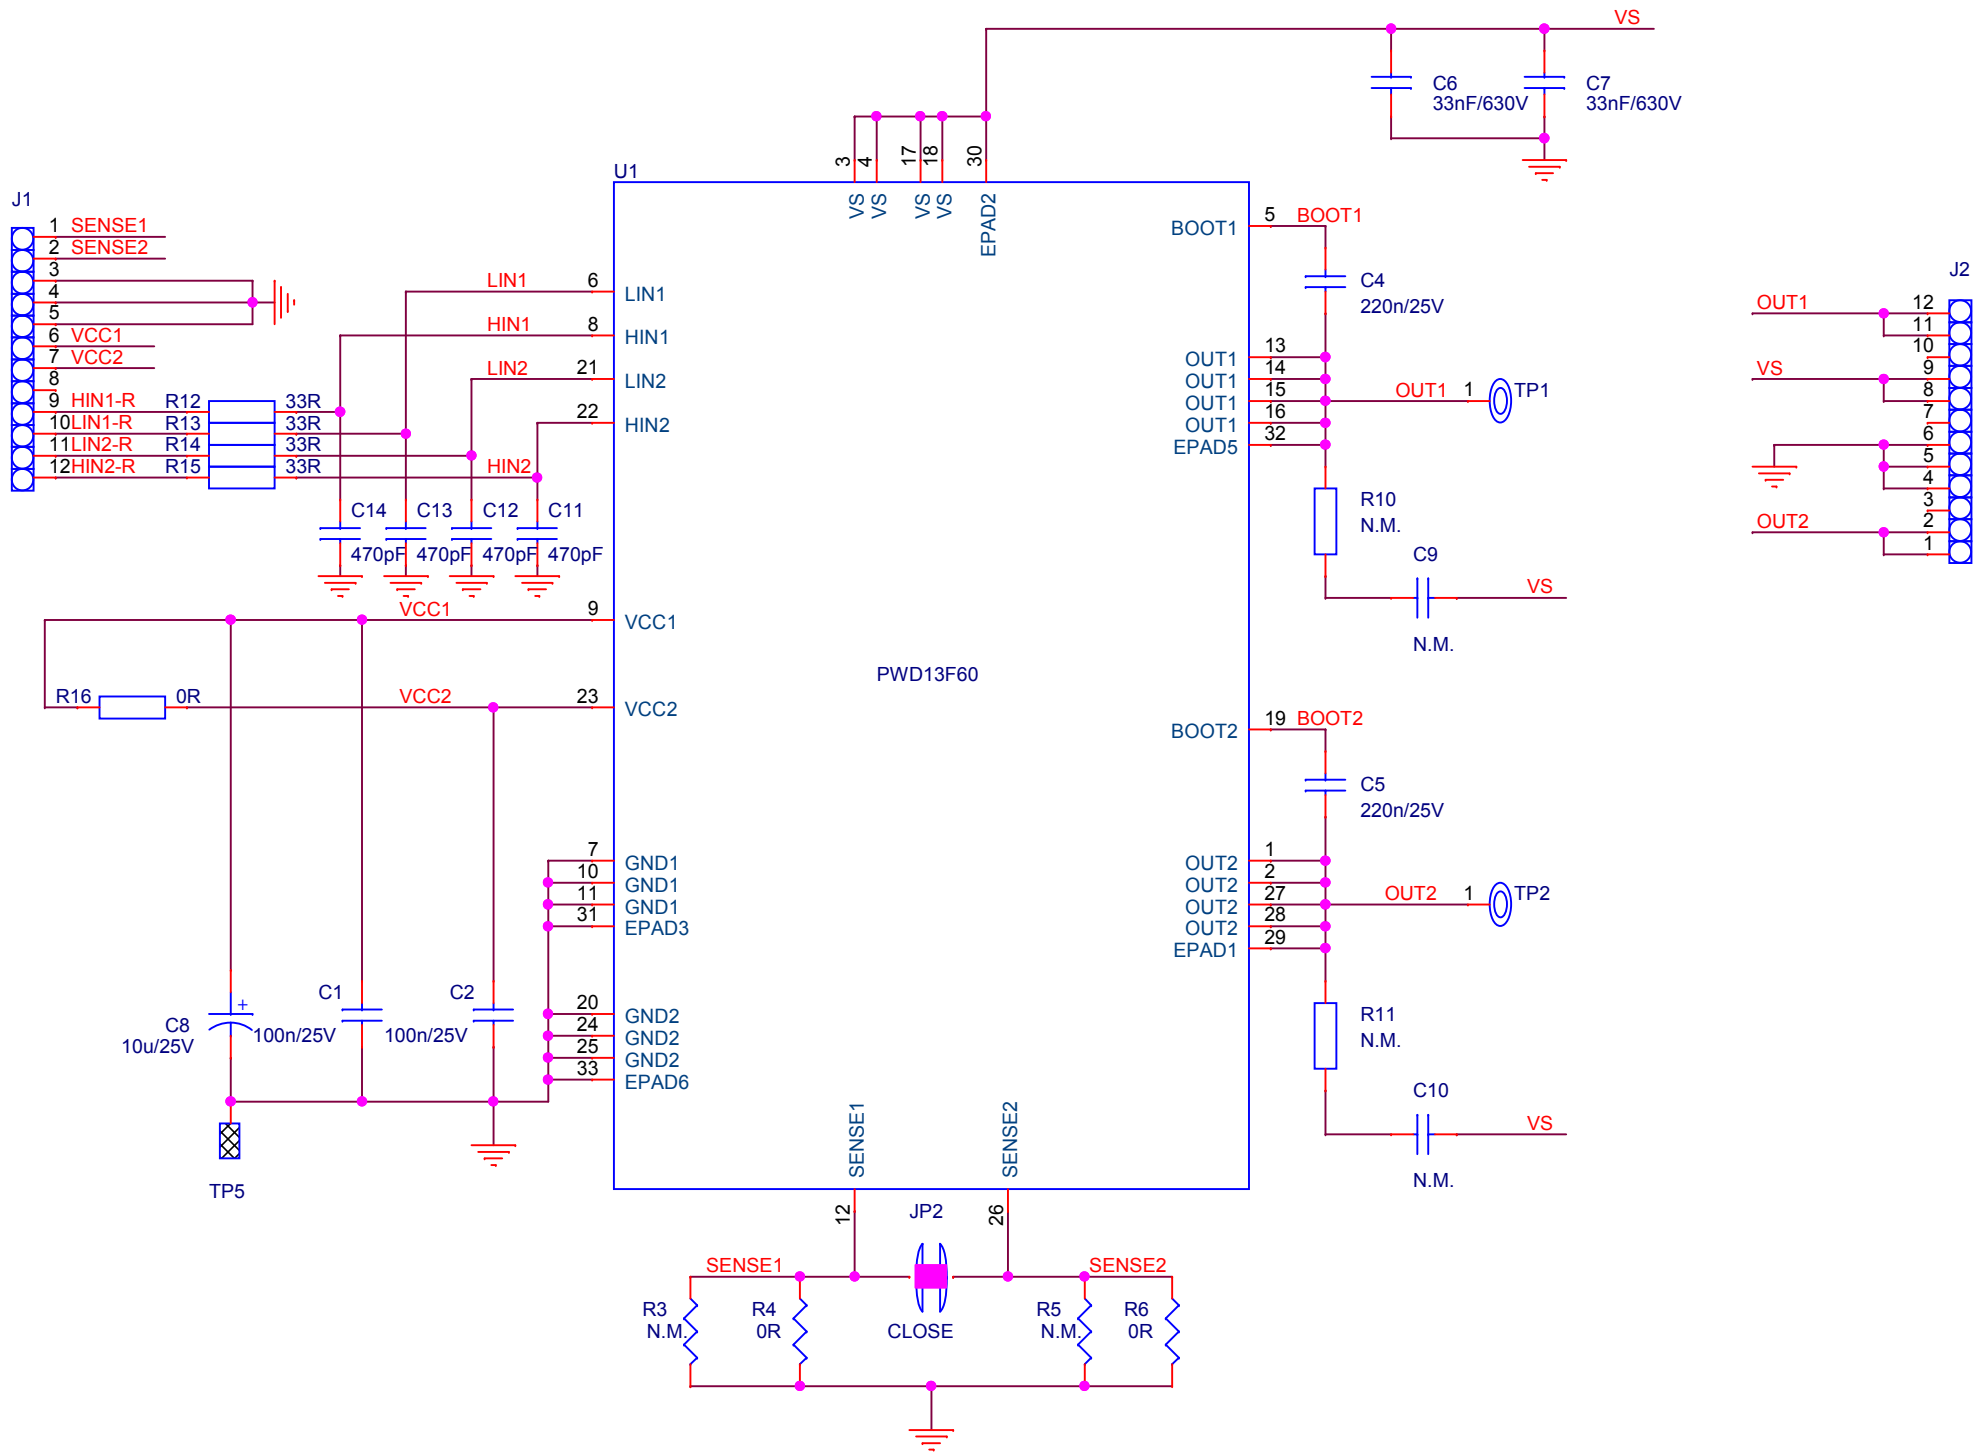 VS
C6
33nF/630V
C7
33nF/630V
3
4
17
18
30
U1
VS
VS
VS
VS
EPAD2
J1
1 SENSE1
2 SENSE2
3
4
5
6 VCC1
7 VCC2
8
9 HIN1-R R12 33R
10 LIN1-R R13 33R
11 LIN2-R R14 33R
12 HIN2-R R15 33R
LIN1 6 LIN1
HIN1 8 HIN1
LIN2 21 LIN2
22 HIN2
HIN2
C14
470pF
C13
470pF
C12
470pF
C11
470pF
BOOT1 5 BOOT1
C4
220n/25V
OUT1 13
OUT1 14
OUT1 15
OUT1 16
EPAD5 32
OUT1 1 TP1
R10
N.M.
C9
N.M.
VS
J2
OUT1 12
11
10
VS 9
8
7
6
5
4
3
OUT2 2
1
VCC1 9 VCC1
R16 0R VCC2 23 VCC2
PWD13F60
BOOT2 19 BOOT2
C5
220n/25V
OUT2 1
OUT2 2
OUT2 27
OUT2 28
EPAD1 29
OUT2 1 TP2
R11
N.M.
C10
N.M.
VS
7 GND1
10 GND1
11 GND1
31 EPAD3
20 GND2
24 GND2
25 GND2
33 EPAD6
+
C8
10u/25V
C1
100n/25V
C2
100n/25V
TP5
SENSE1
SENSE2
12
26
JP2
SENSE1
SENSE2
R3
N.M.
R4
0R
CLOSE
R5
N.M.
R6
0R